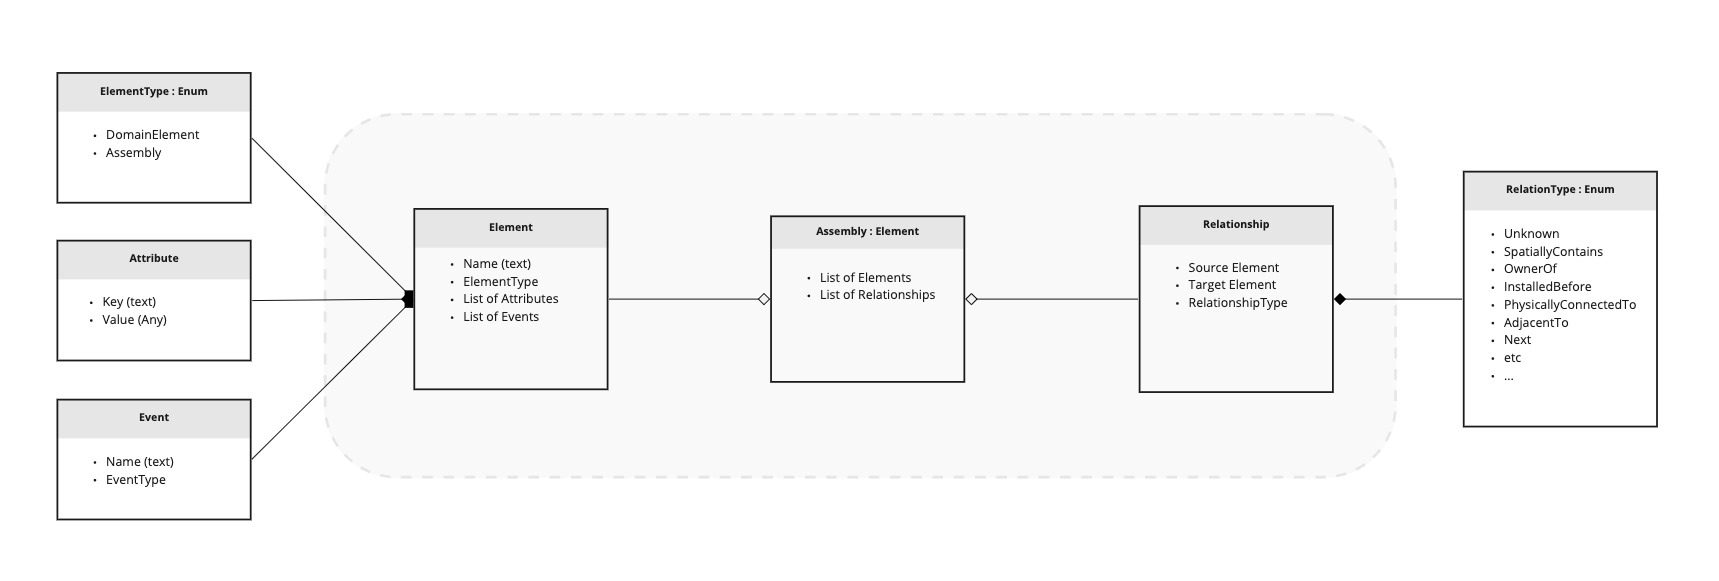 ElementType : Enum
• DomainElement
• Assembly
Attribute
• Key (text)
• Value (Any)
Event
• Name (text)
• EventType
Element
• Name (text)
• ElementType
• List of Attributes
• List of Events
Assembly : Element
• List of Elements
• List of Relationships
Relationship
• Source Element
• Target Element
• RelationshipType
RelationType : Enum
• Unknown
• SpatiallyContains
• OwnerOf
• InstalledBefore
• PhysicallyConnectedTo
• AdjacentTo
• Next
• etc
• ...